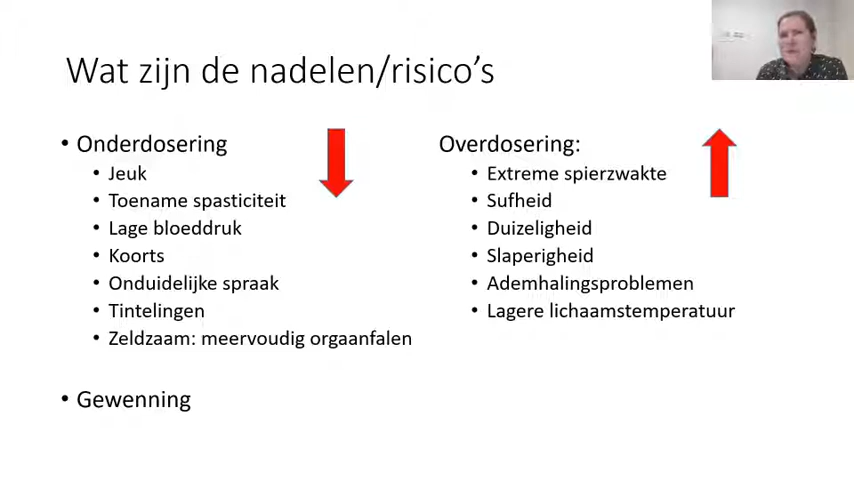 Wat zijn de nadelen/risico’s
• Onderdosering
• Jeuk
• Toename spasticiteit
• Lage bloeddruk
• Koorts
• Onduidelijke spraak
• Tintelingen
• Zeldzaam: meervoudig orgaanfalen
• Gewenning
Overdosering:
• Extreme spierzwakte
• Sufheid
• Duizeligheid
• Slaperigheid
• Ademhalingsproblemen
• Lagere lichaamstemperatuur